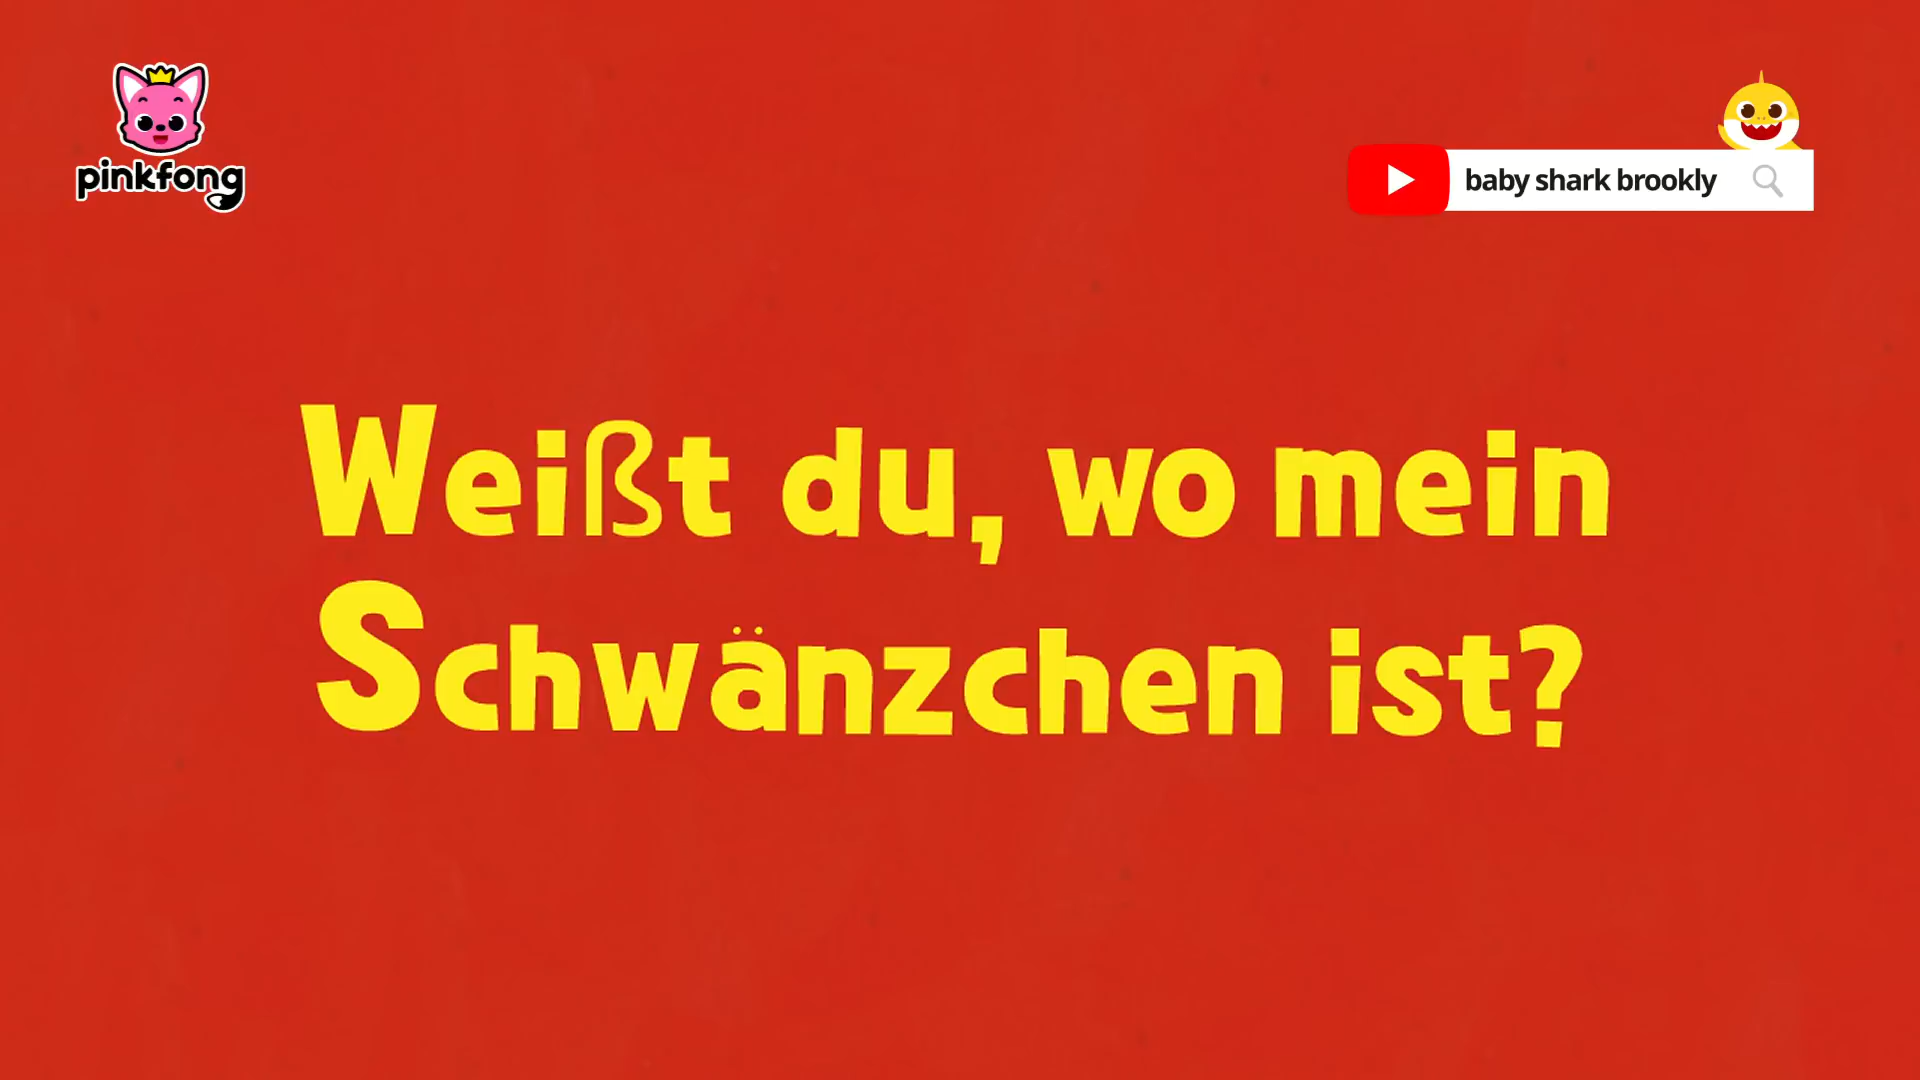 pinkfong
baby shark brookly
Weißt du, wo mein
Schwänzchen ist?